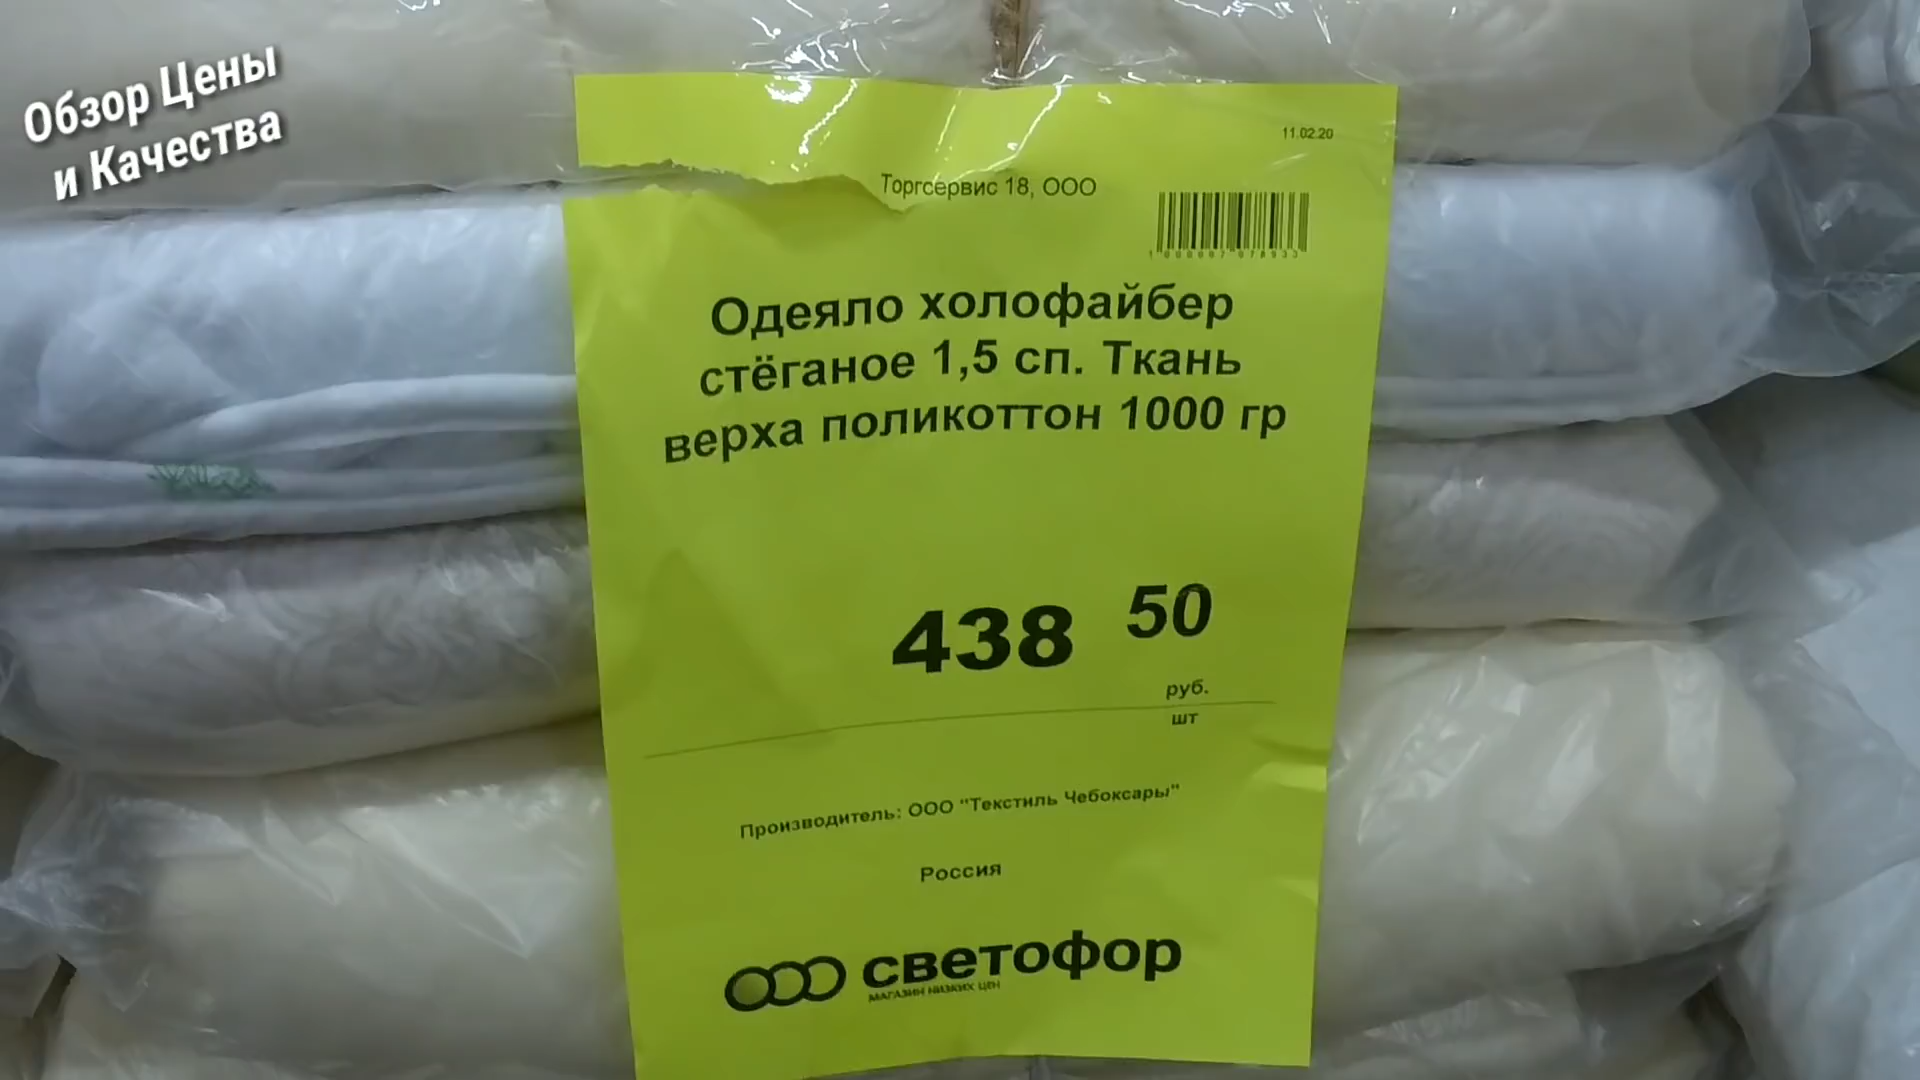 Обзор Цены
и Качества
11.02.20
Торгсервис 18, ООО
1000007078933
Одеяло холофайбер
стёганое 1,5 сп. Ткань
верха поликоттон 1000 гр
438 50
руб.
шт
Производитель: ООО "Текстиль Чебоксары"
Россия
светофор
МАГАЗИН НИЗКИХ ЦЕН